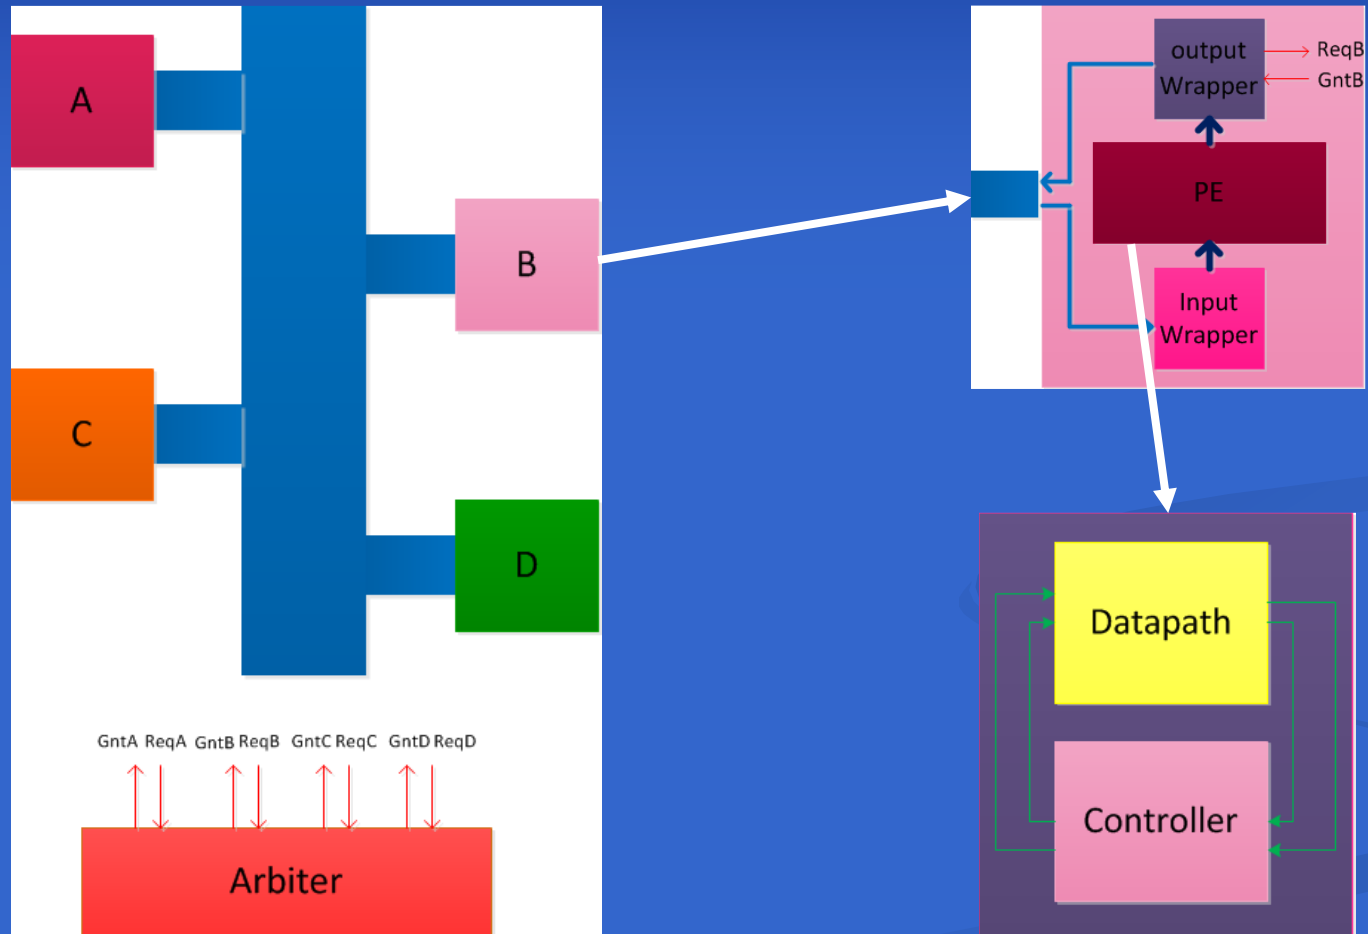 A
B
C
D
GntA ReqA GntB ReqB GntC ReqC GntD ReqD
Arbiter
output
Wrapper
ReqB
GntB
PE
Input
Wrapper
Datapath
Controller